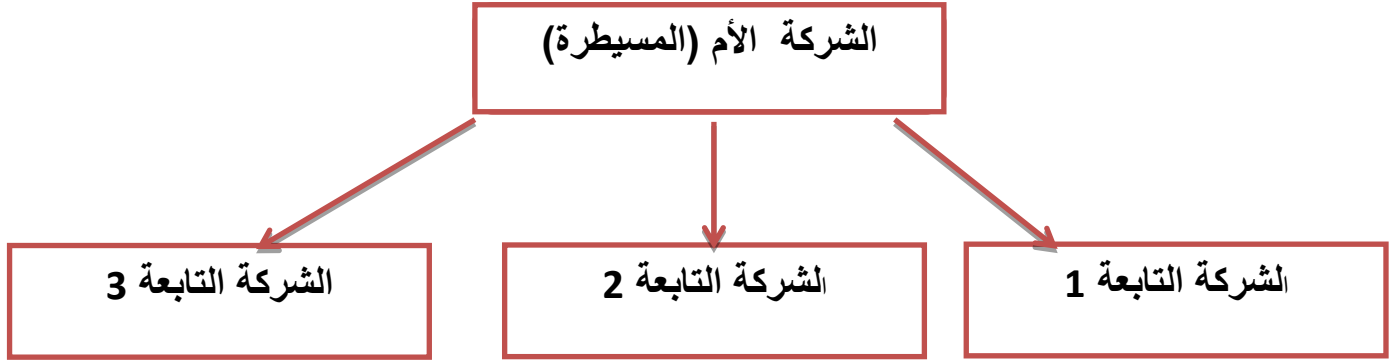 الشركة الأم (المسيطرة)
الشركة التابعة 1
الشركة التابعة 2
الشركة التابعة 3